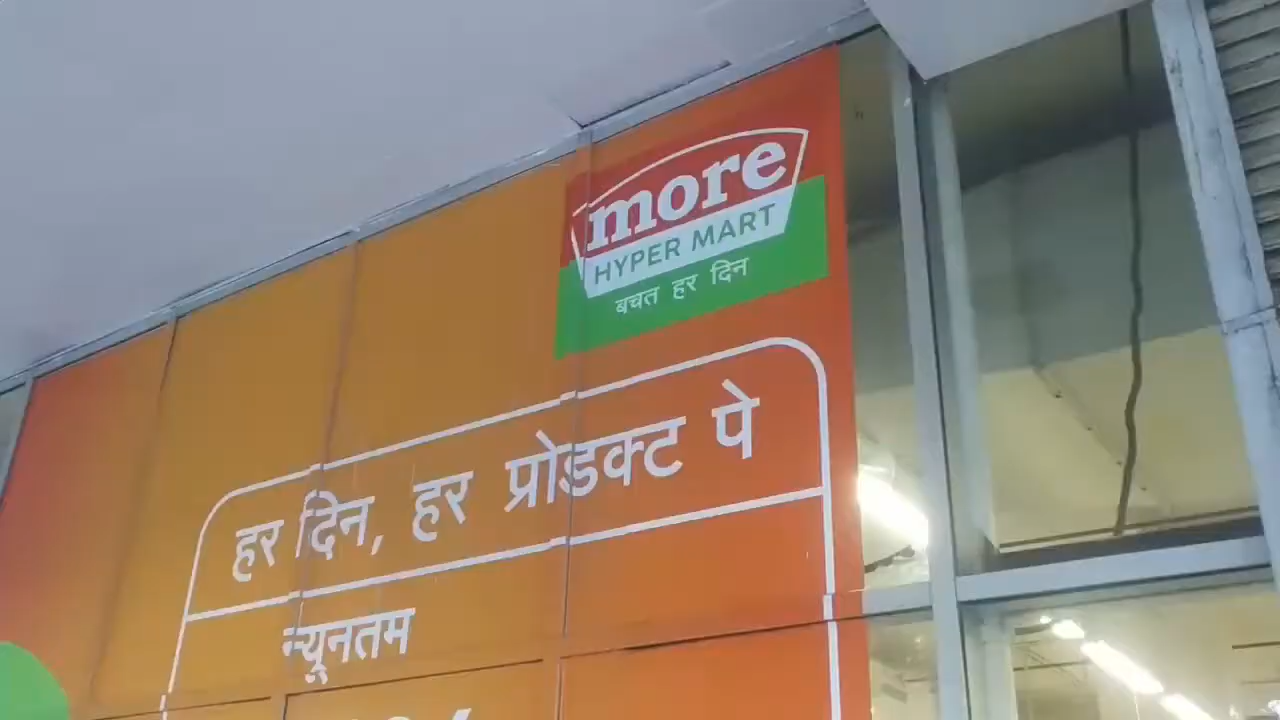 more
HYPER MART
बचत हर दिन
हर दिन, हर प्रोडक्ट पे
न्यूनतम